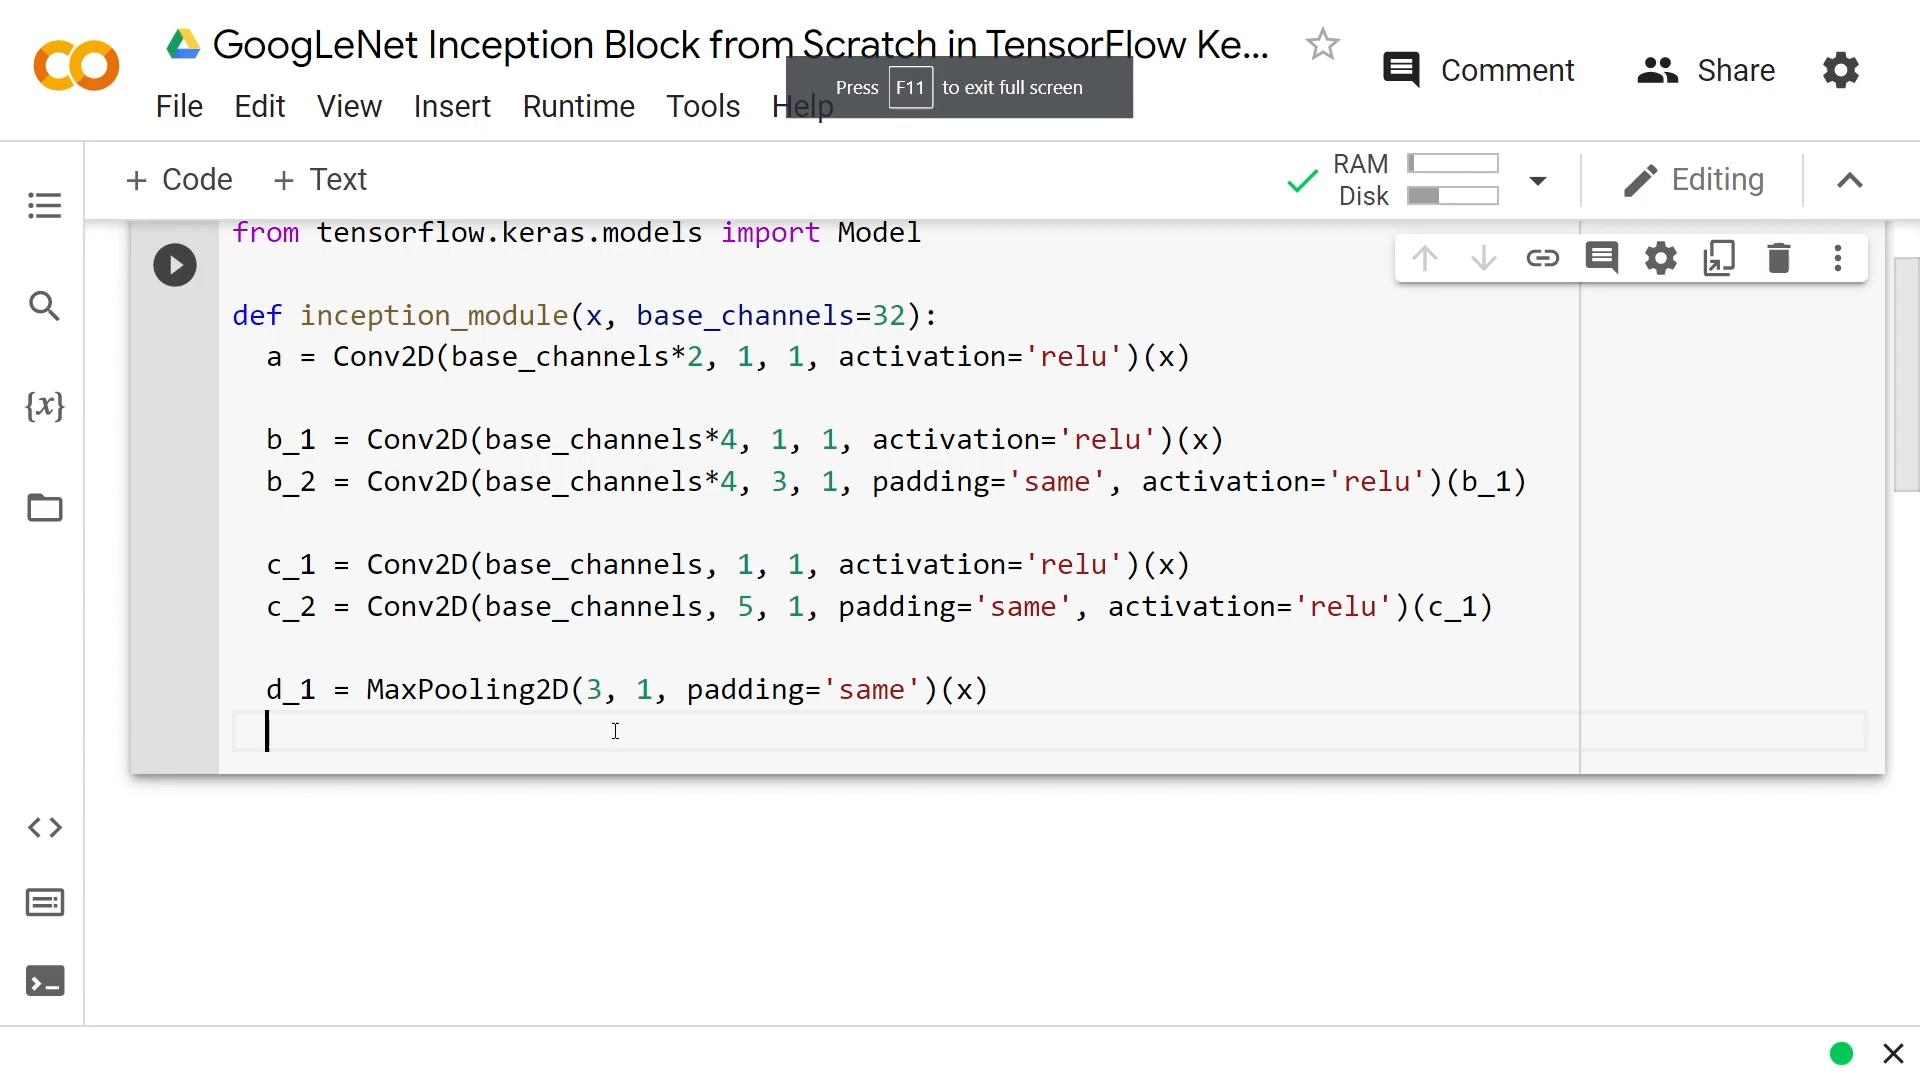 GoogLeNet Inception Block from Scratch in TensorFlow Ke...
Comment
Share
Press F11 to exit full screen
File Edit View Insert Runtime Tools Help
+ Code + Text
RAM
Disk
Editing
from tensorflow.keras.models import Model
def inception_module(x, base_channels=32):
a = Conv2D(base_channels*2, 1, 1, activation='relu')(x)
b_1 = Conv2D(base_channels*4, 1, 1, activation='relu')(x)
b_2 = Conv2D(base_channels*4, 3, 1, padding='same', activation='relu')(b_1)
c_1 = Conv2D(base_channels, 1, 1, activation='relu')(x)
c_2 = Conv2D(base_channels, 5, 1, padding='same', activation='relu')(c_1)
d_1 = MaxPooling2D(3, 1, padding='same')(x)
{x}